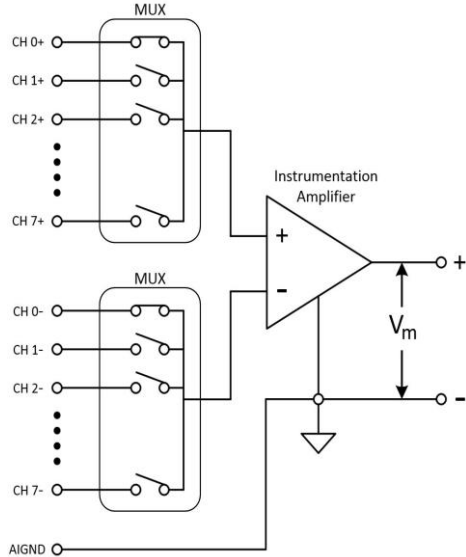 MUX
CH 0+
CH 1+
CH 2+
CH 7+
Instrumentation
Amplifier
+
-
+
Vm
-
MUX
CH 0-
CH 1-
CH 2-
CH 7-
AIGND